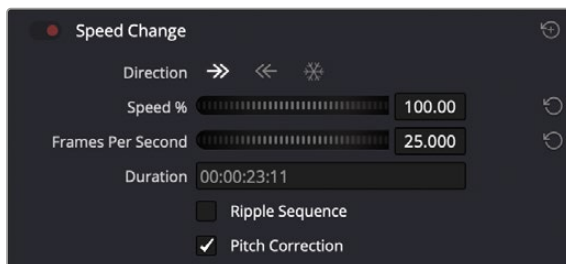 Speed Change
Direction
Speed % 100.00
Frames Per Second 25.000
Duration 00:00:23:11
Ripple Sequence
Pitch Correction